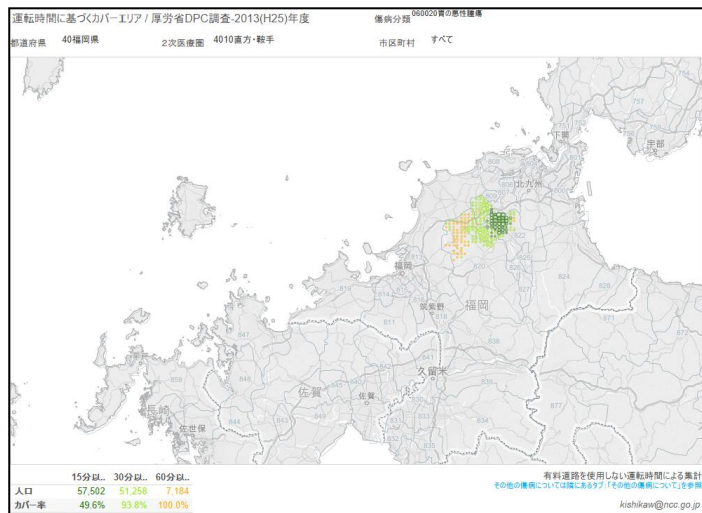 運転時間に基づくカバーエリア / 厚労省DPC調査-2013(H25)年度
傷病分類 060020胃の悪性腫瘍
都道府県 40福岡県 2次医療圏 4010直方・鞍手 市区町村 すべて
下関
宇部
北九州
福岡
筑紫野
福岡
久留米
佐賀
佐賀
長崎
佐世保
15分以.. 30分以.. 60分以..
人口 57,502 51,258 7,184
カバー率 49.6% 93.8% 100.0%
有料道路を使用しない運転時間による集計
その他の傷病については隣にあるタブ:「その他の傷病について」を参照
kishikaw@ncc.go.jp